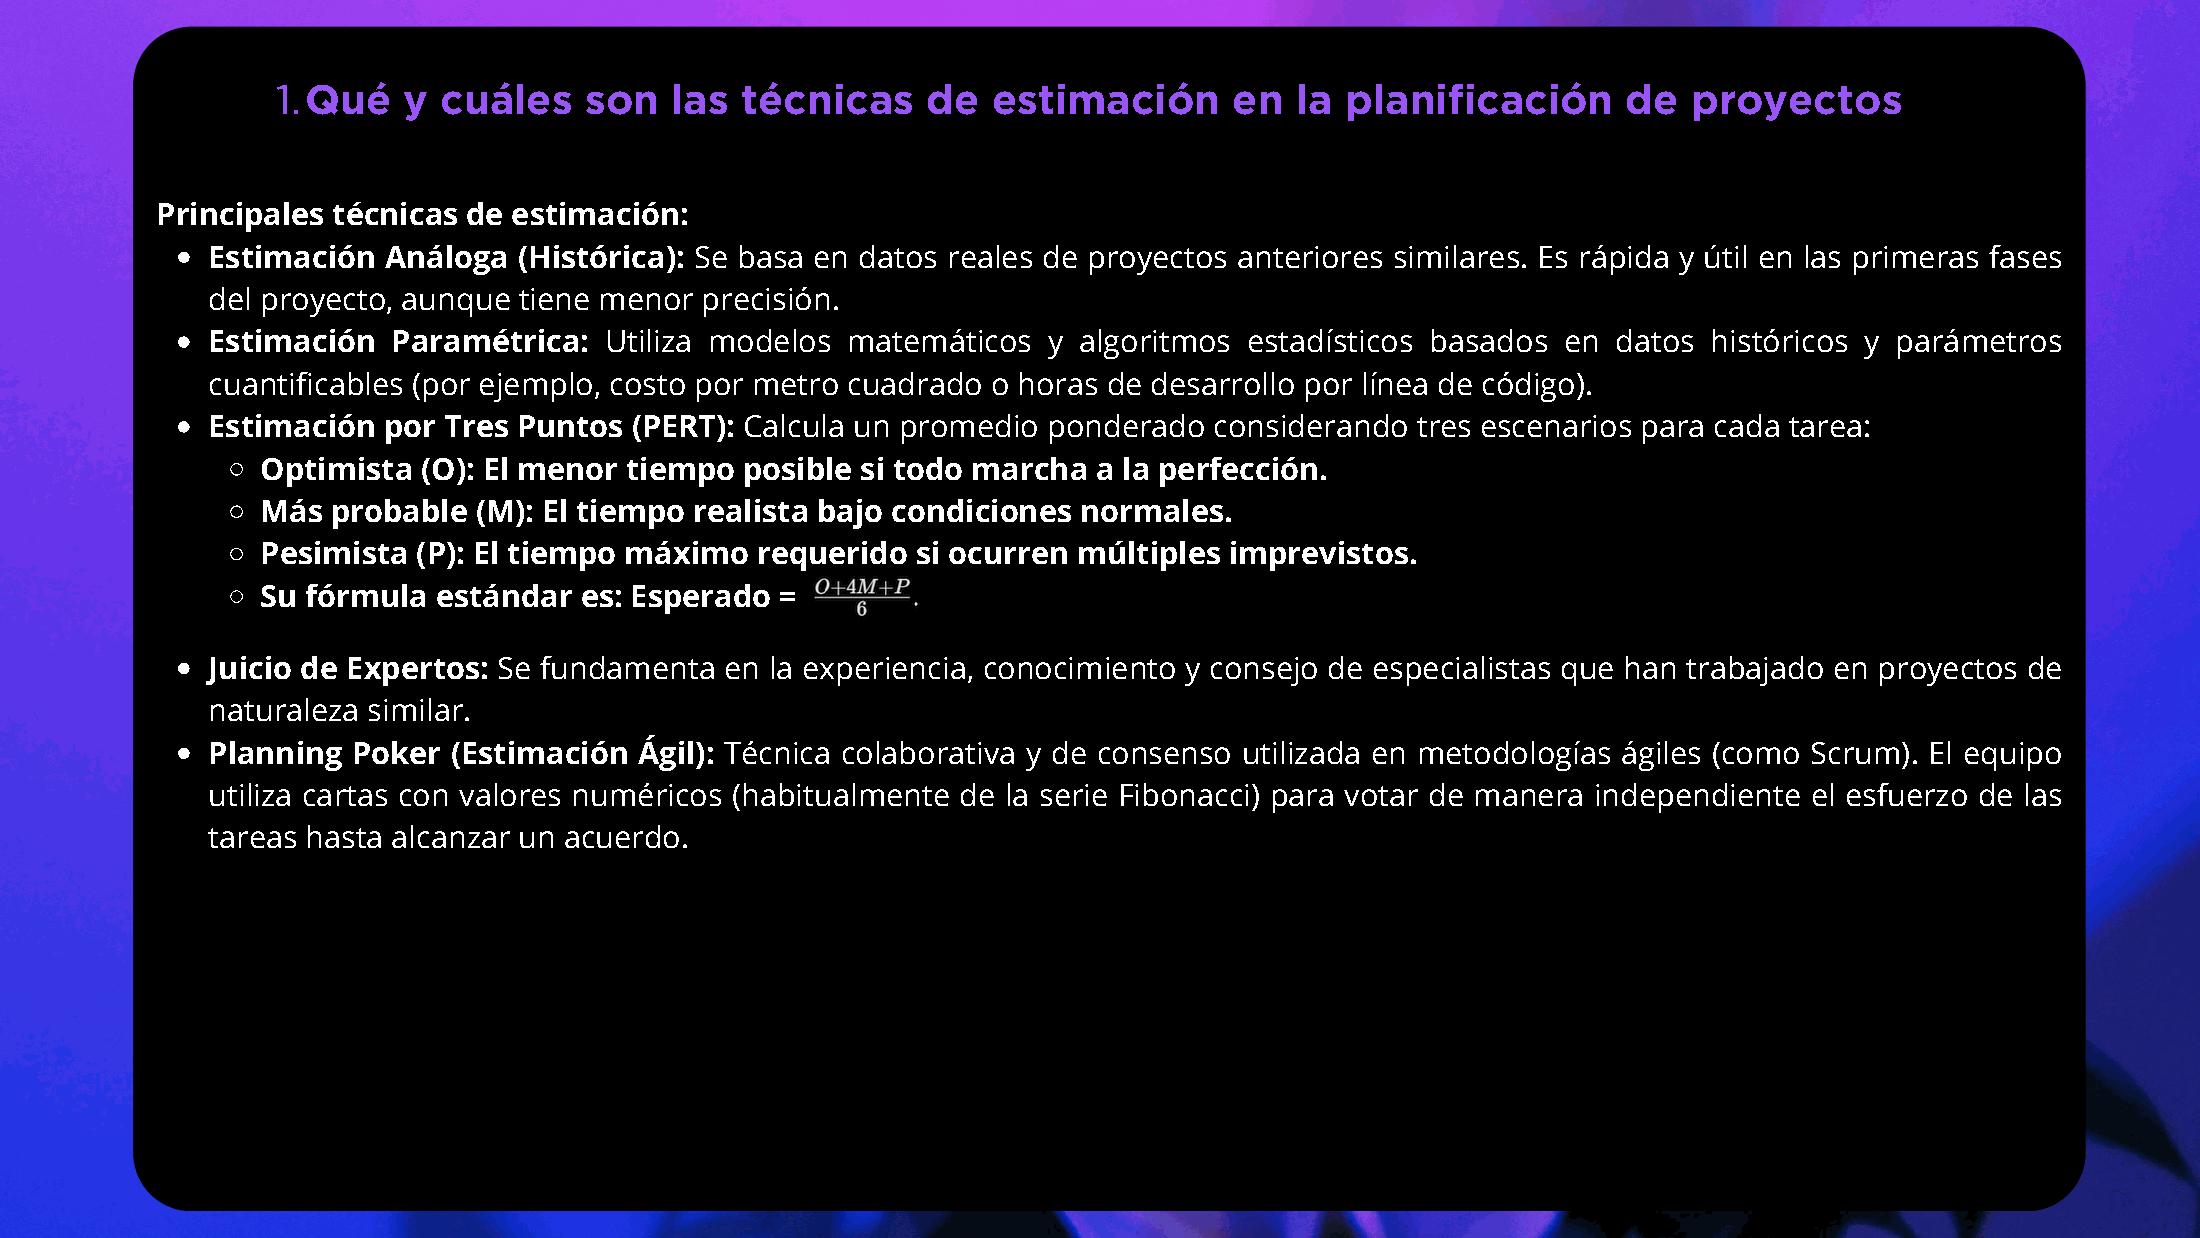 1. Qué y cuáles son las técnicas de estimación en la planificación de proyectos
Principales técnicas de estimación:
• Estimación Análoga (Histórica): Se basa en datos reales de proyectos anteriores similares. Es rápida y útil en las primeras fases
del proyecto, aunque tiene menor precisión.
• Estimación Paramétrica: Utiliza modelos matemáticos y algoritmos estadísticos basados en datos históricos y parámetros
cuantificables (por ejemplo, costo por metro cuadrado o horas de desarrollo por línea de código).
• Estimación por Tres Puntos (PERT): Calcula un promedio ponderado considerando tres escenarios para cada tarea:
○ Optimista (O): El menor tiempo posible si todo marcha a la perfección.
○ Más probable (M): El tiempo realista bajo condiciones normales.
○ Pesimista (P): El tiempo máximo requerido si ocurren múltiples imprevistos.
○ Su fórmula estándar es: Esperado = (O+4M+P)/6.
• Juicio de Expertos: Se fundamenta en la experiencia, conocimiento y consejo de especialistas que han trabajado en proyectos de
naturaleza similar.
• Planning Poker (Estimación Ágil): Técnica colaborativa y de consenso utilizada en metodologías ágiles (como Scrum). El equipo
utiliza cartas con valores numéricos (habitualmente de la serie Fibonacci) para votar de manera independiente el esfuerzo de las
tareas hasta alcanzar un acuerdo.